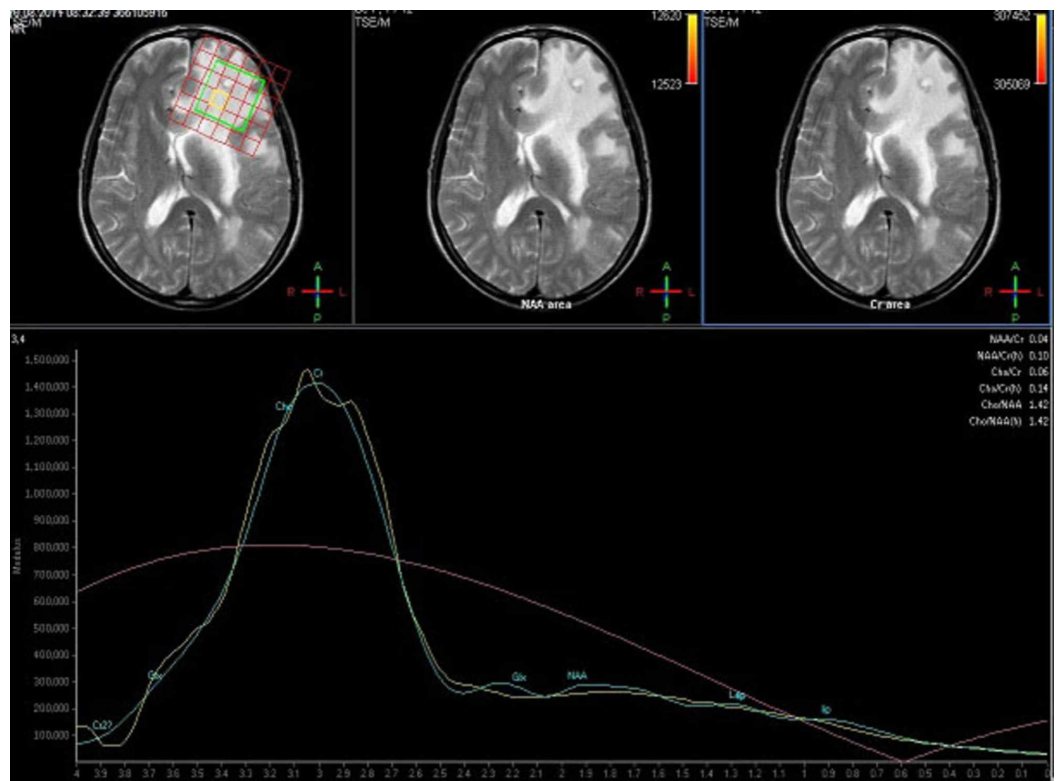 TSE/M
TSE/M
12620
TSE/M
307452
12523
305069
A
R L
P
A
R L
P
NAA area
A
R L
P
Cr area
3,4
NAA/Cr 0.04
NAA/Cr(h) 0.10
Cho/Cr 0.06
Cho/Cr(h) 0.14
Cho/NAA 1.42
Cho/NAA(h) 1.42
1,500,000
1,400,000
1,300,000
1,200,000
1,100,000
1,000,000
900,000
800,000
700,000
600,000
500,000
400,000
300,000
200,000
100,000
Modulus
Cr2?
Glx
Cho
Cr
Glx
NAA
Lip
lp
4 3.9 3.8 3.7 3.6 3.5 3.4 3.3 3.2 3.1 3 2.9 2.8 2.7 2.6 2.5 2.4 2.3 2.2 2.1 2 1.9 1.8 1.7 1.6 1.5 1.4 1.3 1.2 1.1 1 0.9 0.8 0.7 0.6 0.5 0.4 0.3 0.2 0.1